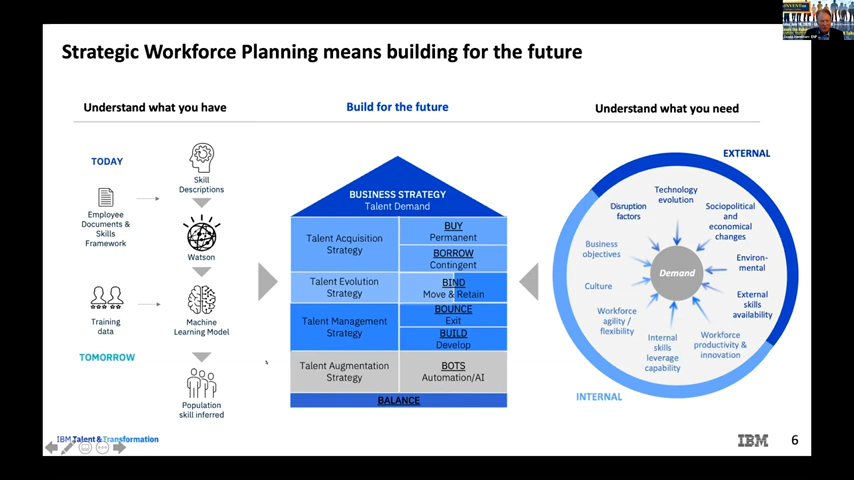 Strategic Workforce Planning means building for the future
Understand what you have
TODAY
Employee
Documents &
Skills
Framework
Training
data
TOMORROW
Skill
Descriptions
Watson
Machine
Learning Model
Population
skill inferred
Build for the future
BUSINESS STRATEGY
Talent Demand
Talent Acquisition
Strategy
BUY
Permanent
BORROW
Contingent
Talent Evolution
Strategy
BIND
Move & Retain
Talent Management
Strategy
BOUNCE
Exit
BUILD
Develop
Talent Augmentation
Strategy
BOTS
Automation/AI
BALANCE
Understand what you need
EXTERNAL
Technology
evolution
Disruption
factors
Sociopolitical
and
economical
changes
Business
objectives
Demand
Environ-
mental
Culture
External
skills
availability
Workforce
agility /
flexibility
Internal
skills
leverage
capability
Workforce
productivity &
innovation
INTERNAL
IBM Talent & Transformation
IBM
6